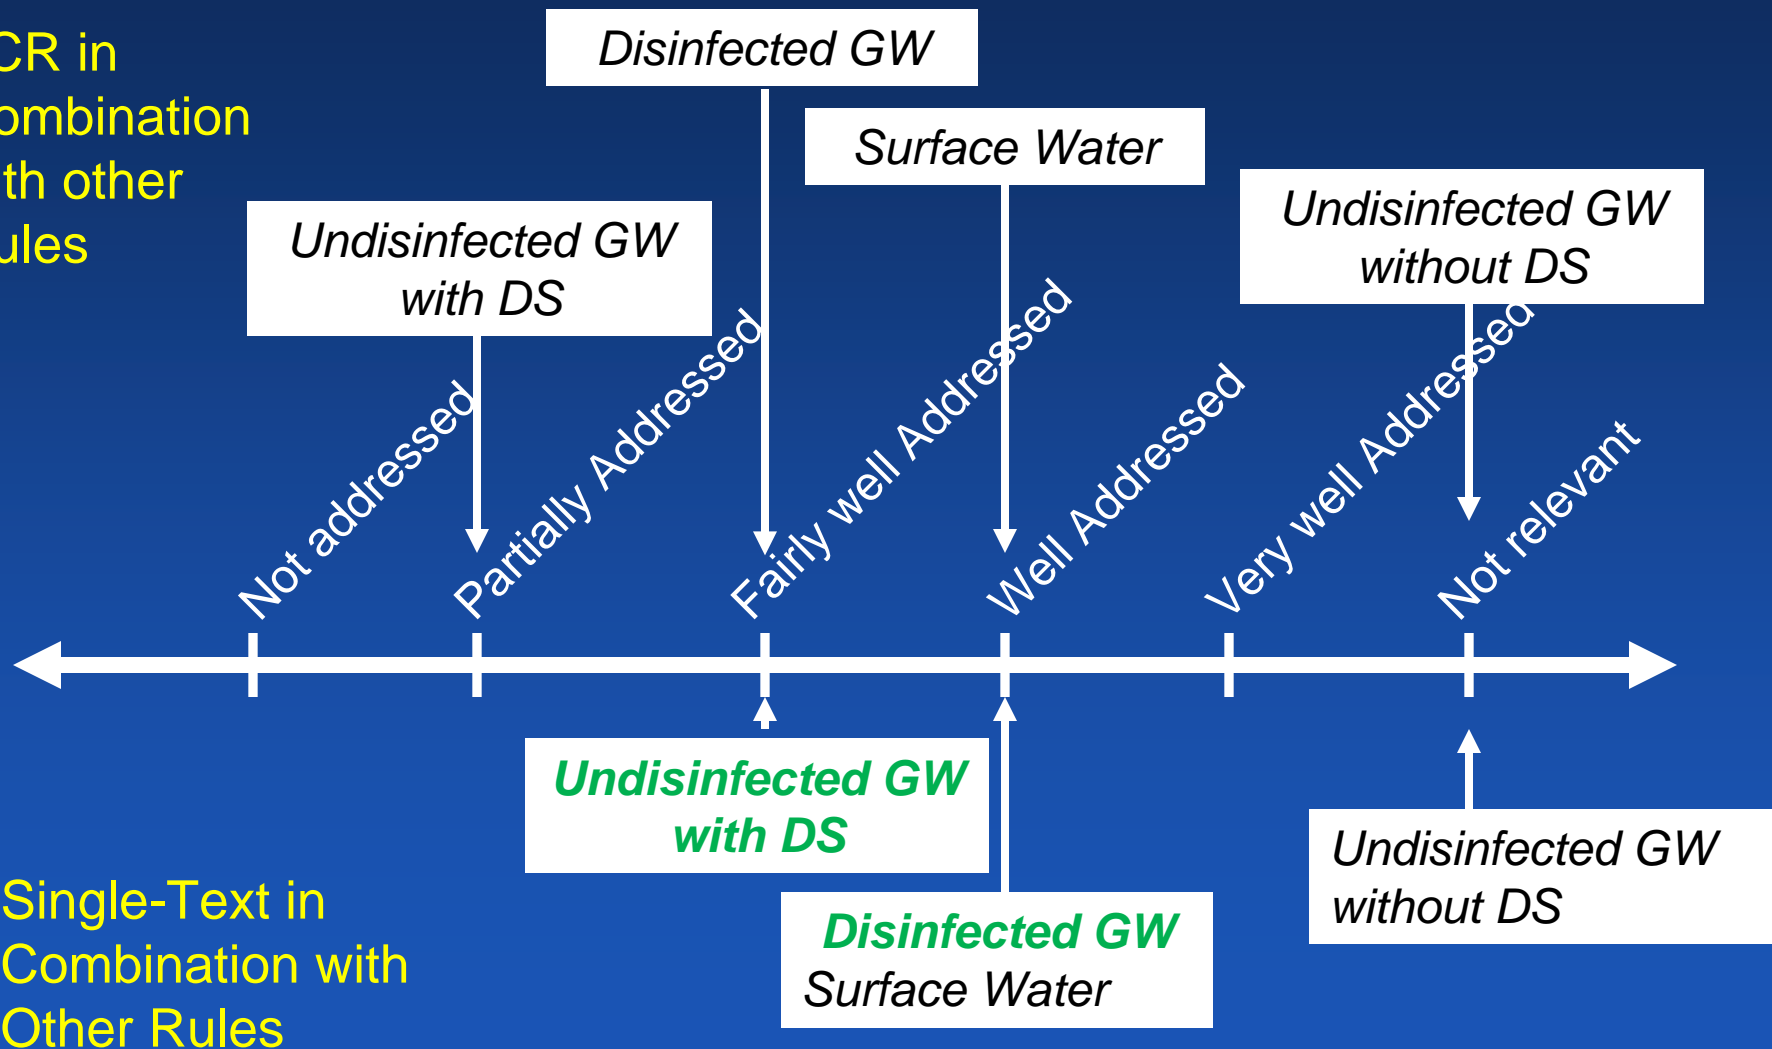 CR in
ombination
th other
ules
Disinfected GW
Surface Water
Undisinfected GW
with DS
Undisinfected GW
without DS
Not addressed
Partially Addressed
Fairly well Addressed
Well Addressed
Very well Addressed
Not relevant
Undisinfected GW
with DS
Disinfected GW
Surface Water
Undisinfected GW
without DS
Single-Text in
Combination with
Other Rules